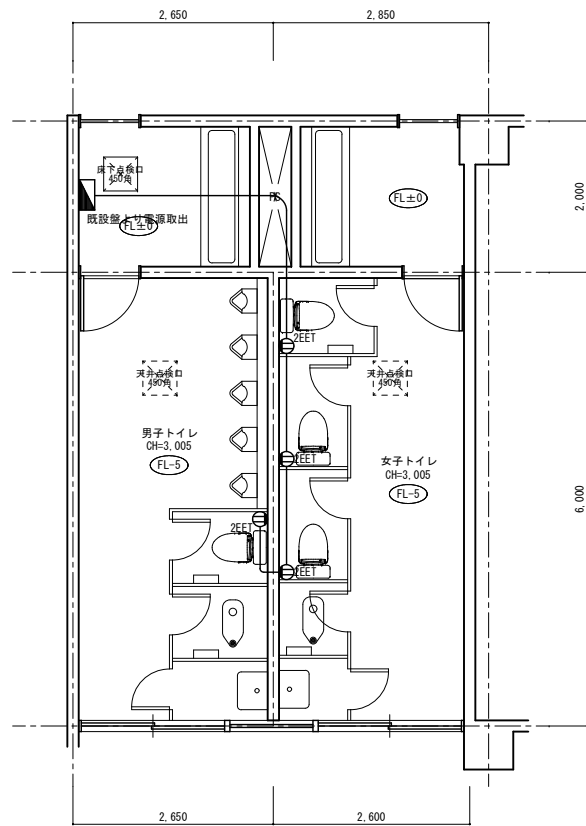 2,650
2,850
床下点検口
450角
PS
FL±0
2,000
既設盤より電源取出
FL±0
2EET
天井点検口
450角
天井点検口
450角
男子トイレ
CH=3,005
FL-5
2EET
女子トイレ
CH=3,005
FL-5
6,000
2EET
2EET
2,650
2,600